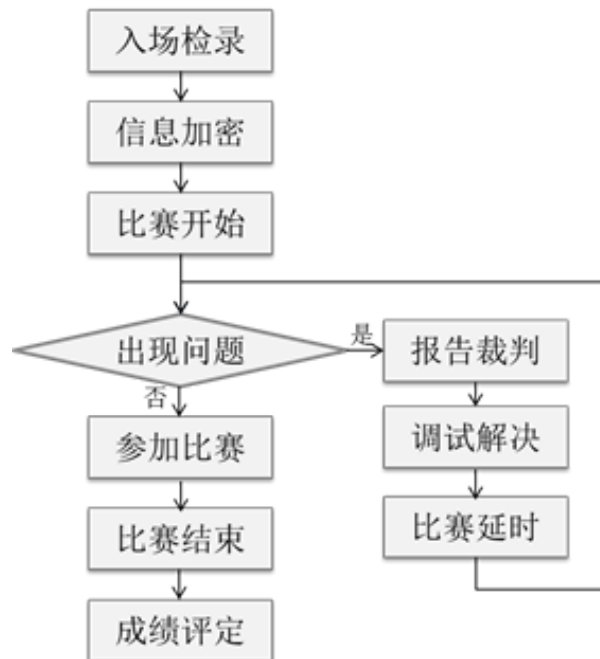 入场检录
信息加密
比赛开始
出现问题
是
报告裁判
否
参加比赛
调试解决
比赛结束
比赛延时
成绩评定